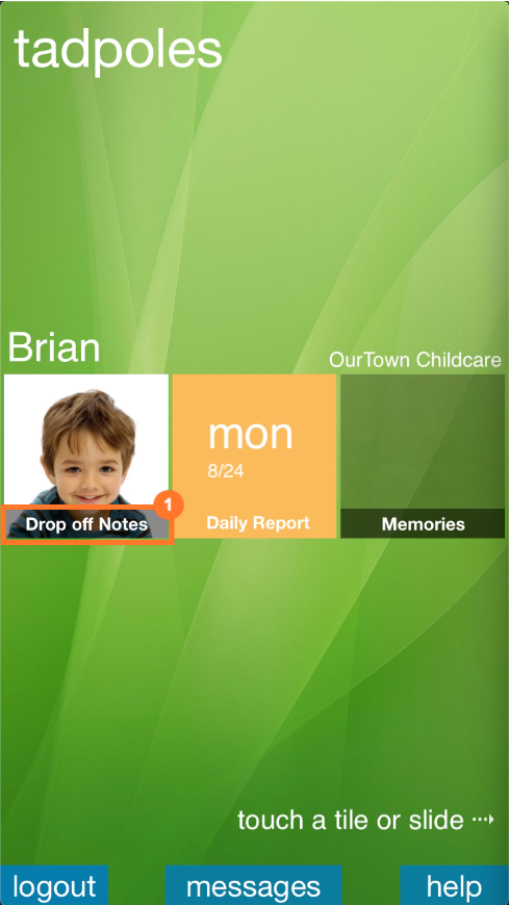 tadpoles
Brian
OurTown Childcare
mon
8/24
1
Drop off Notes
Daily Report
Memories
touch a tile or slide
logout
messages
help